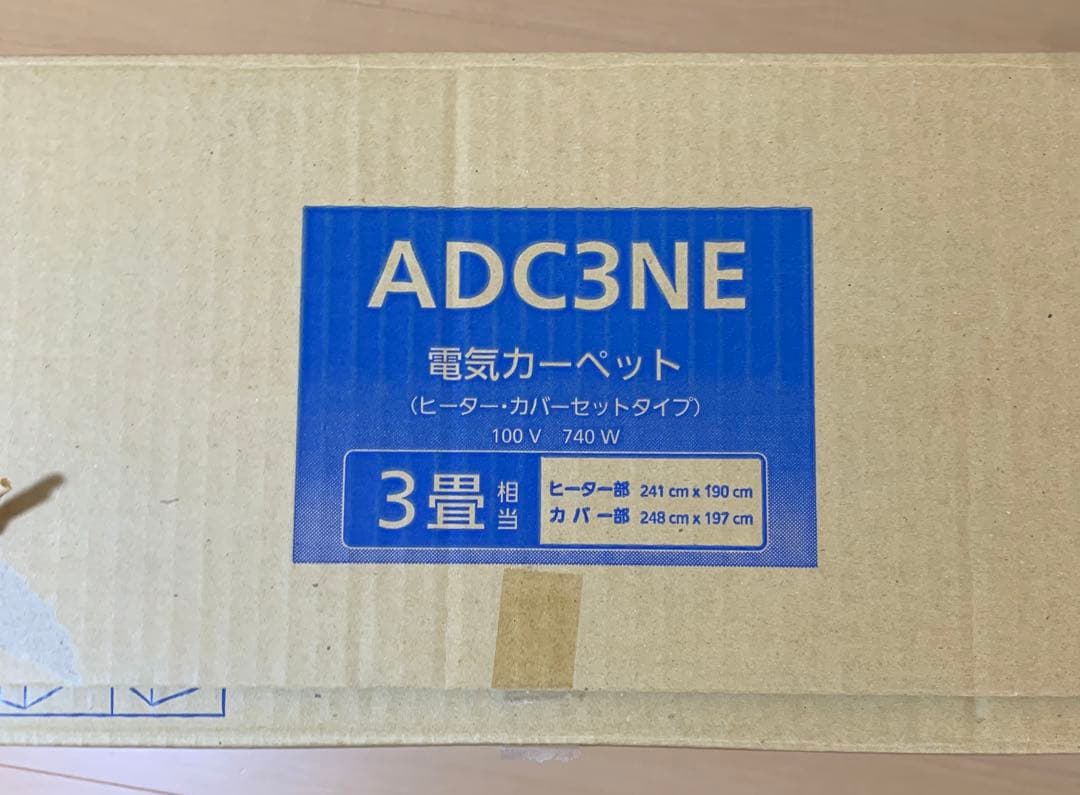 ADC3NE
電気カーペット
(ヒーター・カバーセットタイプ)
100 V 740 W
3畳相当
ヒーター部 241 cm x 190 cm
カバー部 248 cm x 197 cm